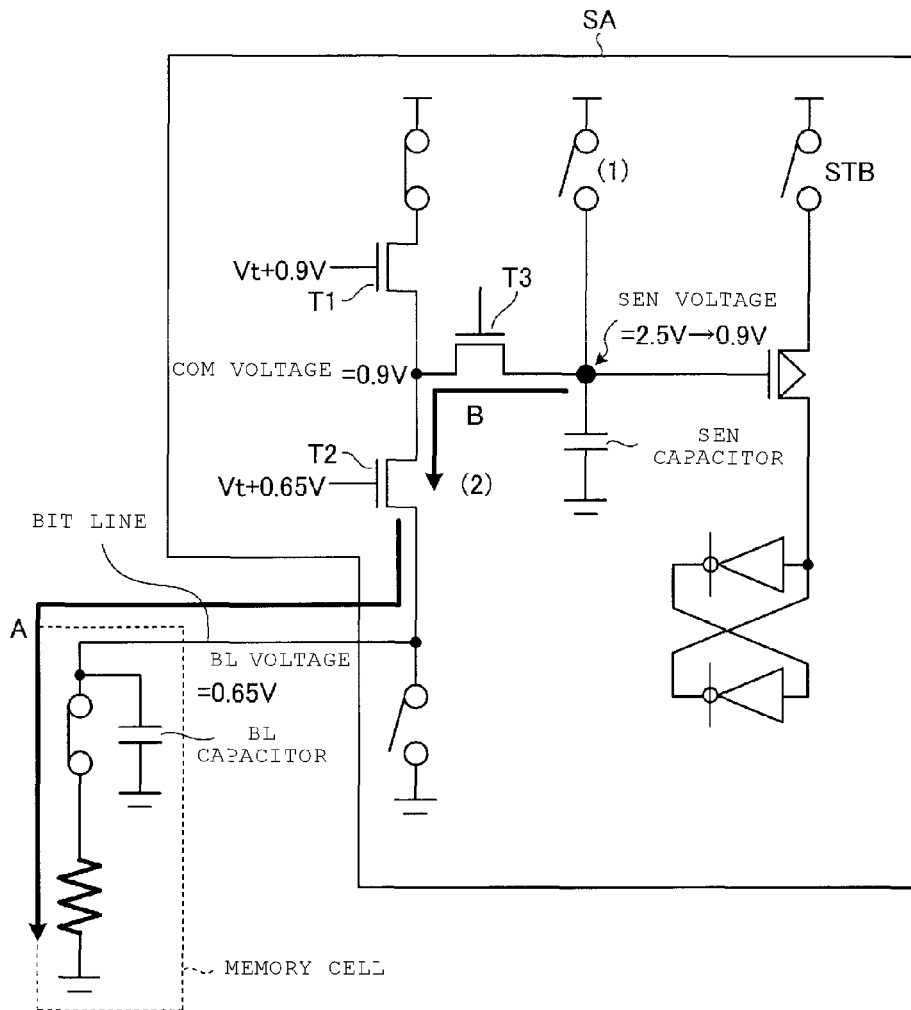 SA
(1)
STB
Vt+0.9V
T1
T3
SEN VOLTAGE
=2.5V→0.9V
COM VOLTAGE =0.9V
B
SEN
CAPACITOR
T2
Vt+0.65V
(2)
BIT LINE
A
BL VOLTAGE
=0.65V
BL
CAPACITOR
MEMORY CELL